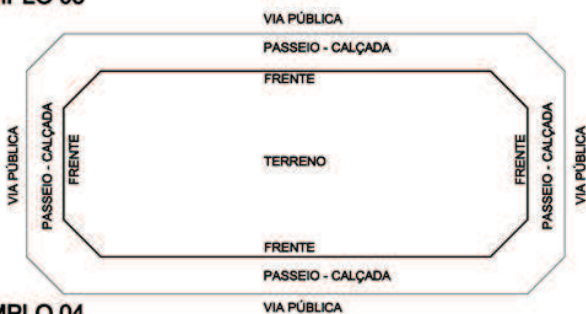 MPLO 03
VIA PÚBLICA
PASSEIO - CALÇADA
FRENTE
VIA PÚBLICA
PASSEIO - CALÇADA
FRENTE
TERRENO
FRENTE
PASSEIO - CALÇADA
VIA PÚBLICA
FRENTE
PASSEIO - CALÇADA
MPLO 04
VIA PÚBLICA